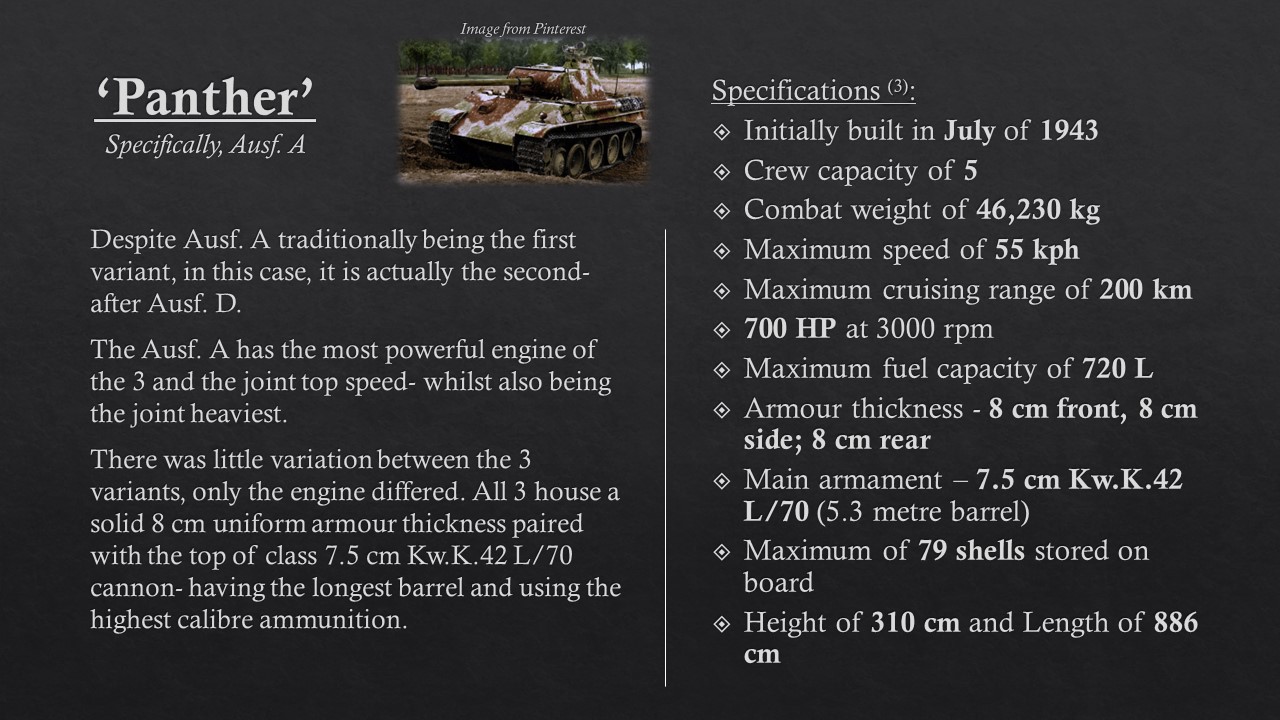 Image from Pinterest
‘Panther’
Specifically, Ausf. A
Despite Ausf. A traditionally being the first
variant, in this case, it is actually the second-
after Ausf. D.
The Ausf. A has the most powerful engine of
the 3 and the joint top speed- whilst also being
the joint heaviest.
There was little variation between the 3
variants, only the engine differed. All 3 house a
solid 8 cm uniform armour thickness paired
with the top of class 7.5 cm Kw.K.42 L/70
cannon- having the longest barrel and using the
highest calibre ammunition.
Specifications (3):
Initially built in July of 1943
Crew capacity of 5
Combat weight of 46,230 kg
Maximum speed of 55 kph
Maximum cruising range of 200 km
700 HP at 3000 rpm
Maximum fuel capacity of 720 L
Armour thickness - 8 cm front, 8 cm
side; 8 cm rear
Main armament – 7.5 cm Kw.K.42
L/70 (5.3 metre barrel)
Maximum of 79 shells stored on
board
Height of 310 cm and Length of 886
cm